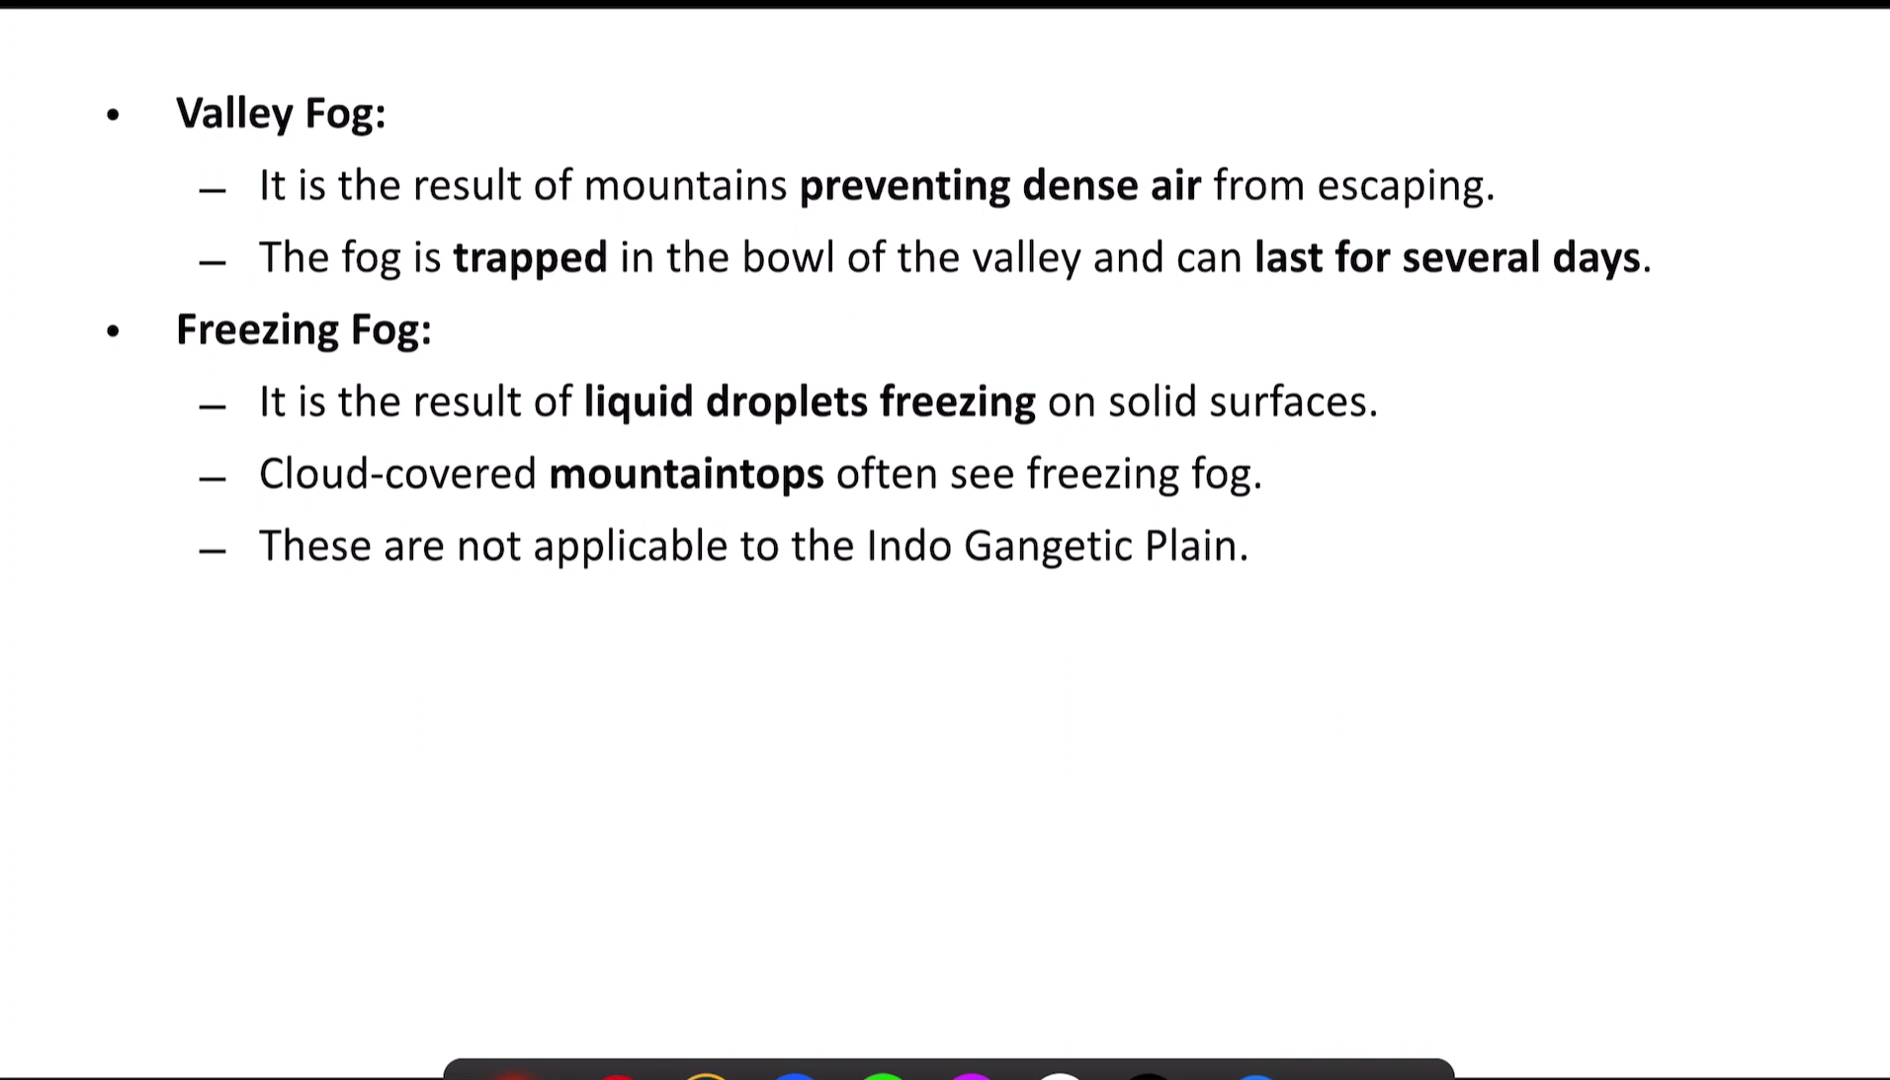 • Valley Fog:
– It is the result of mountains preventing dense air from escaping.
– The fog is trapped in the bowl of the valley and can last for several days.
• Freezing Fog:
– It is the result of liquid droplets freezing on solid surfaces.
– Cloud-covered mountaintops often see freezing fog.
– These are not applicable to the Indo Gangetic Plain.